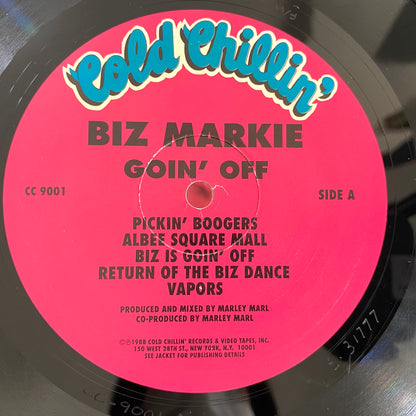 Cold Chillin'
BIZ MARKIE
GOIN' OFF
CC 9001
SIDE A
PICKIN' BOOGERS
ALBEE SQUARE MALL
BIZ IS GOIN' OFF
RETURN OF THE BIZ DANCE
VAPORS
PRODUCED AND MIXED BY MARLEY MARL
CO-PRODUCED BY MARLEY MARL
©℗1988 COLD CHILLIN' RECORDS & VIDEO TAPES, INC.
150 WEST 28TH ST., NEW YORK, N.Y. 10001
SEE JACKET FOR PUBLISHING DETAILS